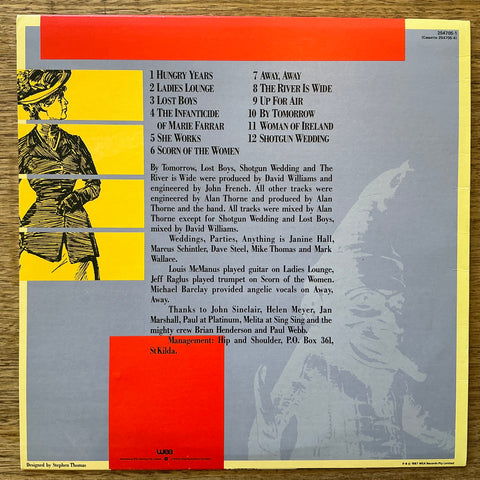 254705-1
(Cassette 254705-4)
1 HUNGRY YEARS
2 LADIES LOUNGE
3 LOST BOYS
4 THE INFANTICIDE
OF MARIE FARRAR
5 SHE WORKS
6 SCORN OF THE WOMEN
7 AWAY, AWAY
8 THE RIVER IS WIDE
9 UP FOR AIR
10 BY TOMORROW
11 WOMAN OF IRELAND
12 SHOTGUN WEDDING
By Tomorrow, Lost Boys, Shotgun Wedding and The
River is Wide were produced by David Williams and
engineered by John French. All other tracks were
engineered by Alan Thorne and produced by Alan
Thorne and the band. All tracks were mixed by Alan
Thorne except for Shotgun Wedding and Lost Boys,
mixed by David Williams.
Weddings, Parties, Anything is Janine Hall,
Marcus Schintler, Dave Steel, Mike Thomas and Mark
Wallace.
Louis McManus played guitar on Ladies Lounge,
Jeff Raglus played trumpet on Scorn of the Women.
Michael Barclay provided angelic vocals on Away,
Away.
Thanks to John Sinclair, Helen Meyer, Jan
Marshall, Paul at Platinum, Melita at Sing Sing and the
mighty crew Brian Henderson and Paul Webb.
Management: Hip and Shoulder, P.O. Box 361,
St Kilda.
wea
Designed by Stephen Thomas
℗ & © 1987 WEA Records Pty Limited